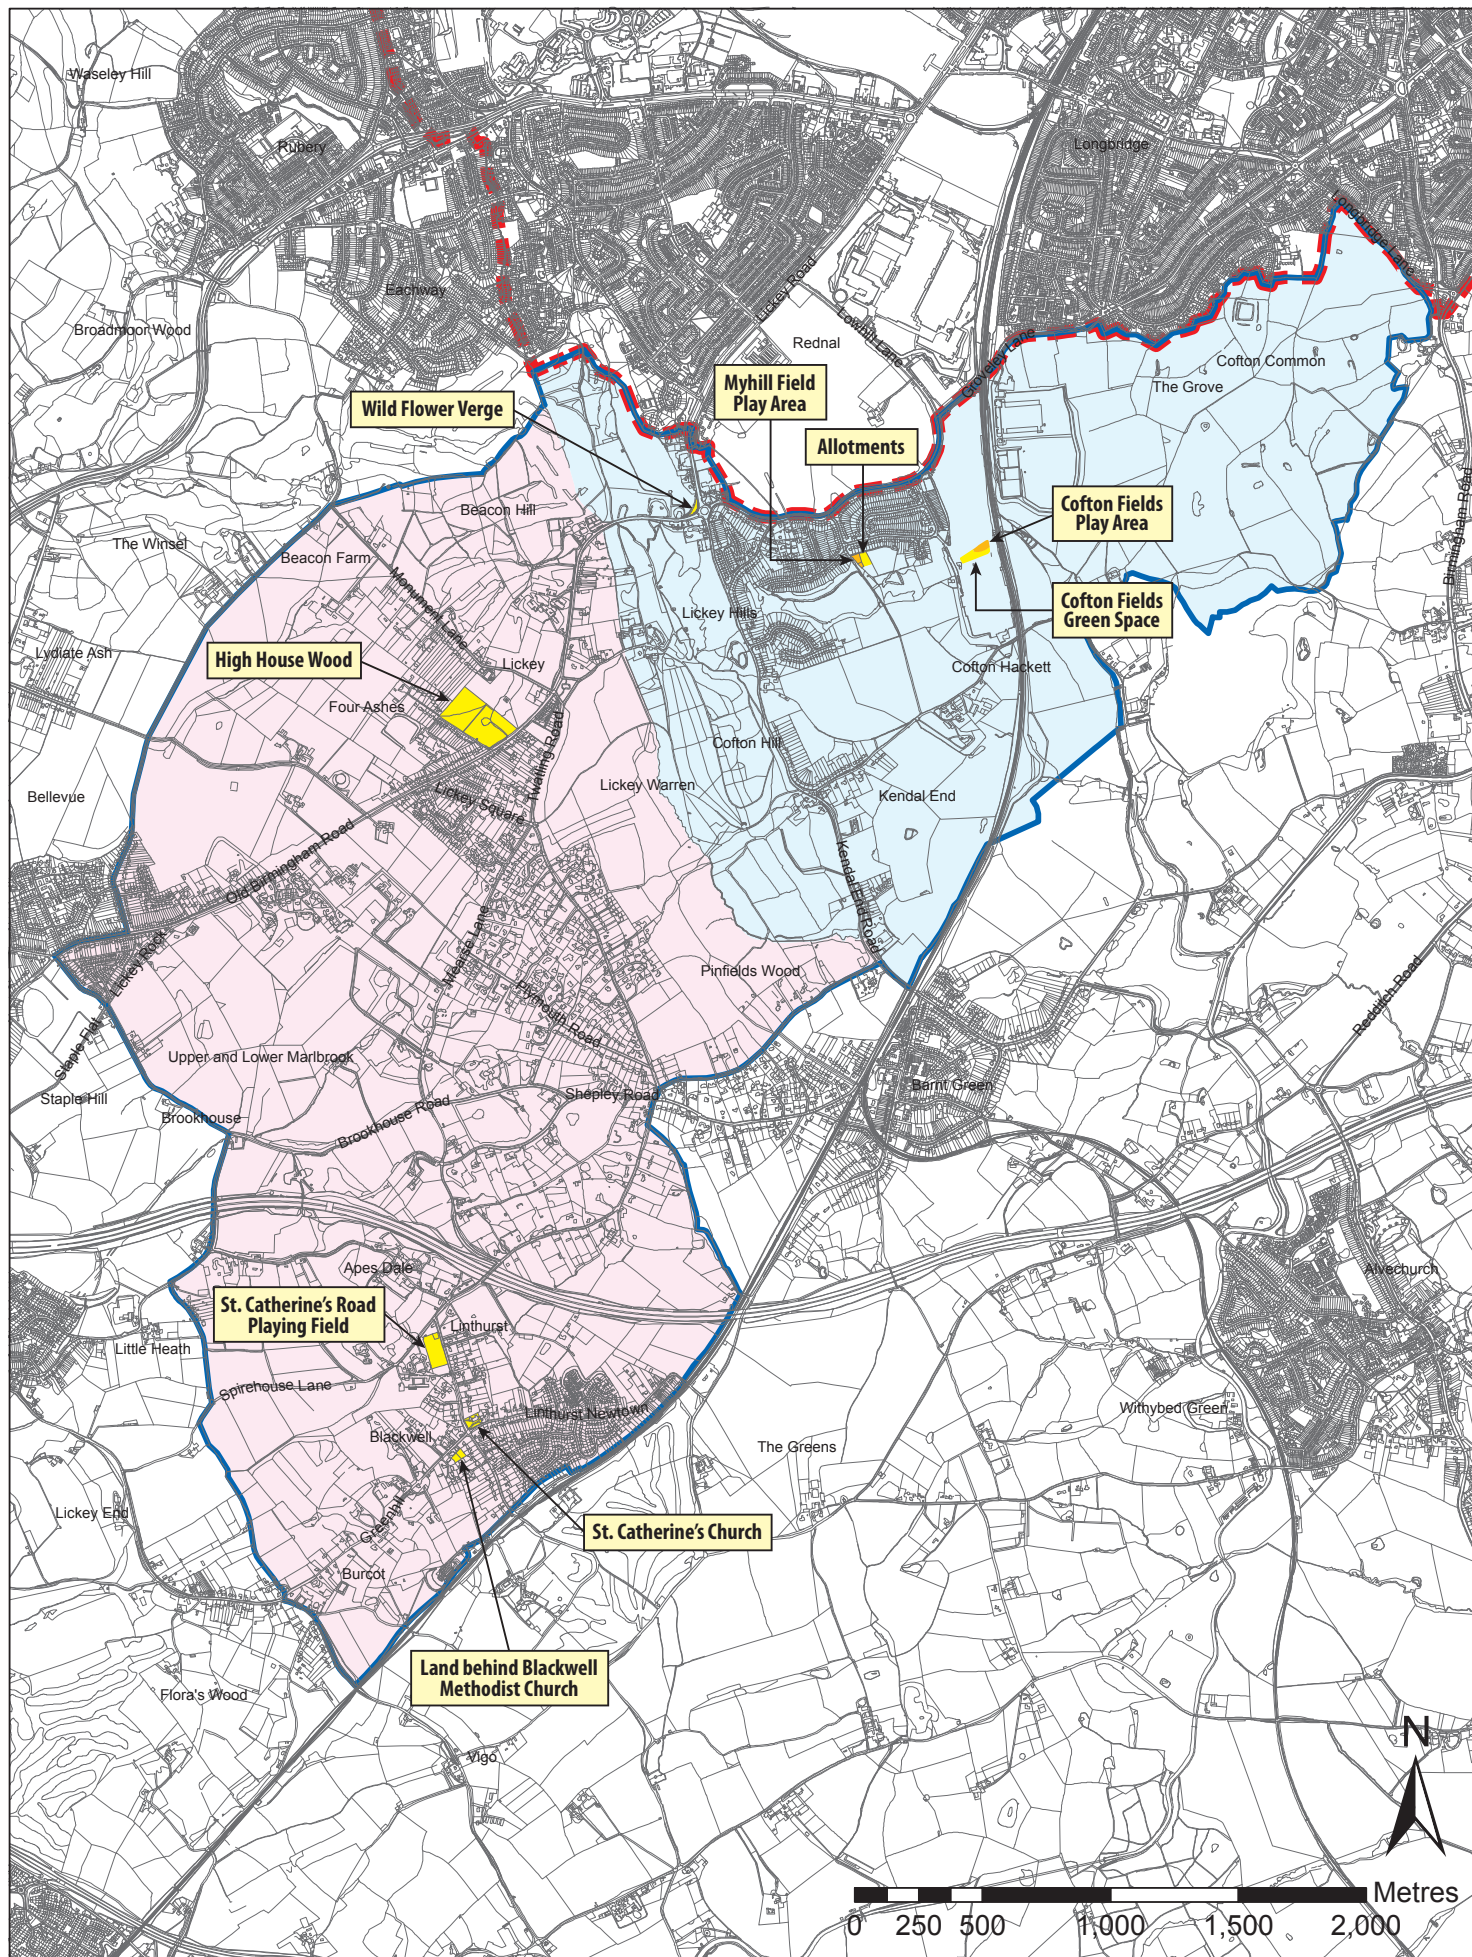 Waseley Hill
Rubery
Longbridge
Longbridge Lane
Eachway
Lickey Road
Lowhill Lane
Broadmoor Wood
Rednal
Groveley Lane
Cofton Common
The Grove
Myhill Field
Play Area
Wild Flower Verge
Allotments
Birmingham Road
Cofton Fields
Play Area
Beacon Hill
The Winsel
Beacon Farm
Monument Lane
Cofton Fields
Green Space
Lickey Hills
Lydiate Ash
High House Wood
Lickey
Cofton Hackett
Four Ashes
Twatling Road
Cofton Hill
Lickey Warren
Bellevue
Lickey Square
Kendal End
Old Birmingham Road
Kendal End Road
Mearse Lane
Lickey Rock
Pinfields Wood
Plymouth Road
Redditch Road
Staple Flat
Upper and Lower Marlbrook
Barnt Green
Staple Hill
Shepley Road
Brookhouse
Brookhouse Road
Apes Dale
Alvechurch
St. Catherine's Road
Playing Field
Linthurst
Little Heath
Spirehouse Lane
Linthurst Newtown
Withybed Green
Blackwell
The Greens
Lickey End
Greenhill
St. Catherine's Church
Burcot
Land behind Blackwell
Methodist Church
Flora's Wood
Vigo
N
Metres
0 250 500 1,000 1,500 2,000